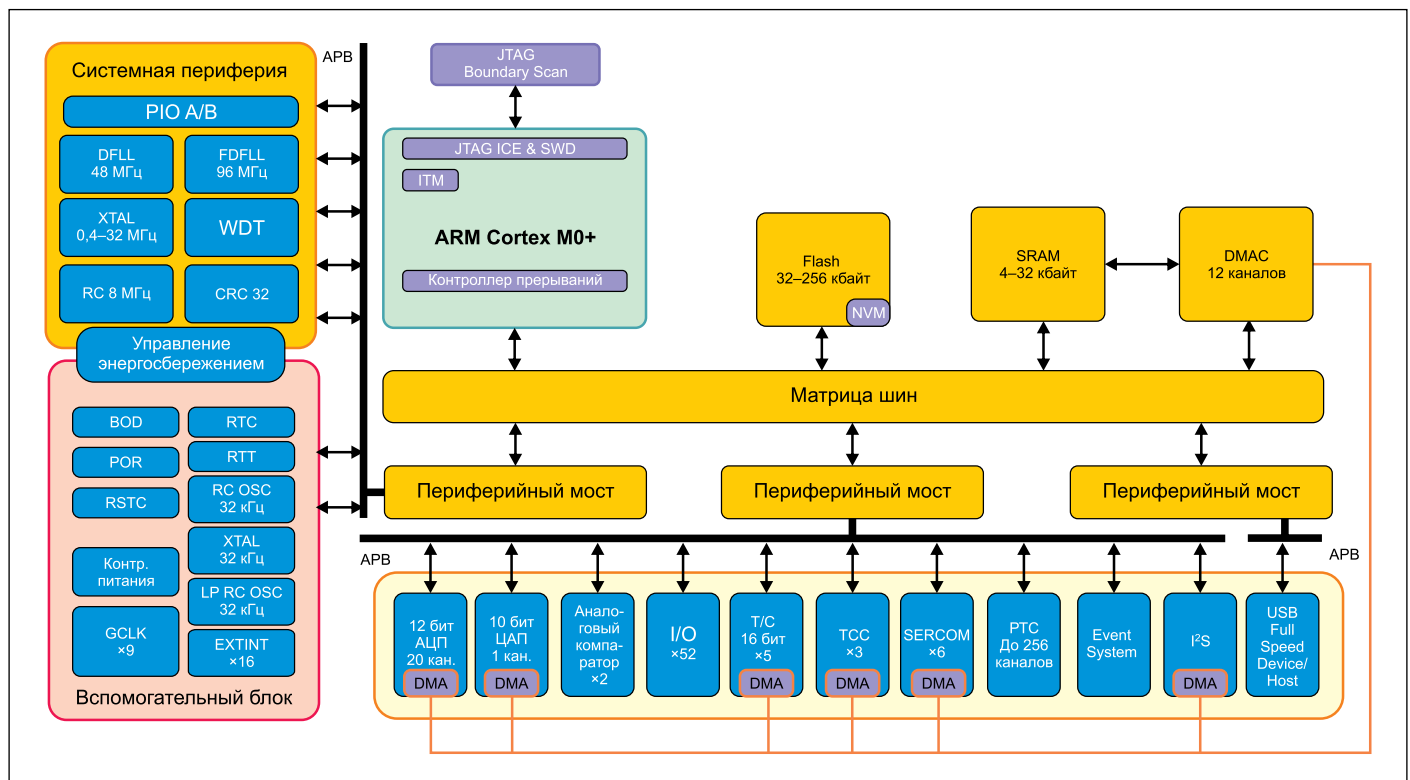 Системная периферия
PIO A/B
DFLL
48 МГц
FDFLL
96 МГц
XTAL
0,4–32 МГц
WDT
RC 8 МГц
CRC 32
Управление
энергосбережением
BOD
RTC
POR
RTT
RSTC
RC OSC
32 кГц
XTAL
32 кГц
Контр.
питания
LP RC OSC
32 кГц
GCLK
×9
EXTINT
×16
Вспомогательный блок
APB
JTAG
Boundary Scan
JTAG ICE & SWD
ITM
ARM Cortex M0+
Контроллер прерываний
Flash
32–256 кбайт
NVM
SRAM
4–32 кбайт
DMAC
12 каналов
Матрица шин
Периферийный мост
Периферийный мост
Периферийный мост
APB
APB
12 бит
АЦП
20 кан.
DMA
10 бит
ЦАП
1 кан.
DMA
Анало-
говый
компа-
ратор
×2
I/O
×52
T/C
16 бит
×5
DMA
TCC
×3
DMA
SERCOM
×6
DMA
PTC
До 256
каналов
Event
System
I²S
DMA
USB
Full
Speed
Device/
Host